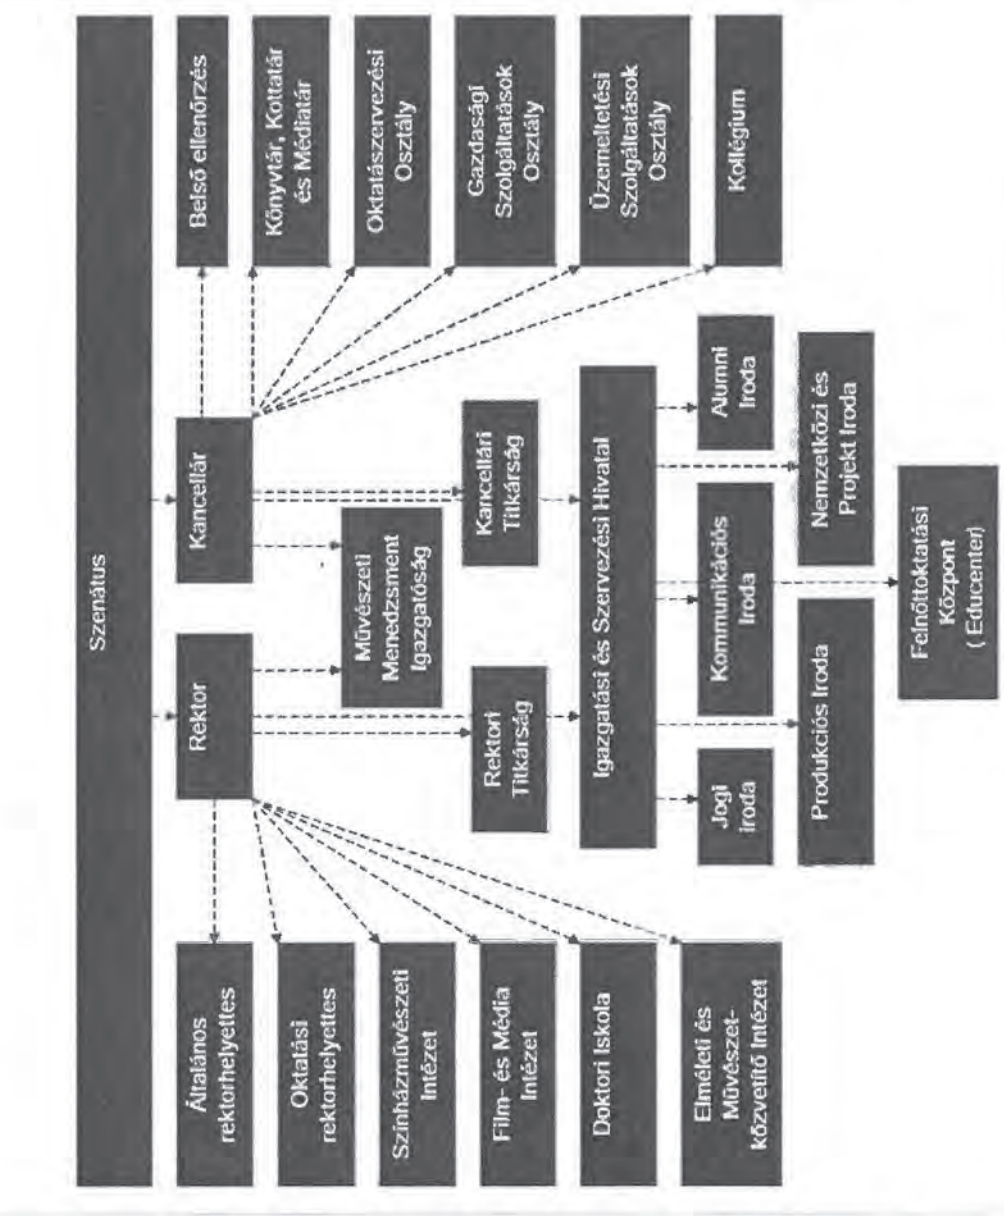 Szenátus
Rektor
Kancellár
Általános
rektorhelyettes
Oktatási
rektorhelyettes
Színházművészeti
Intézet
Film- és Média
Intézet
Doktori Iskola
Elméleti és
Művészet-
közvetítő Intézet
Művészeti
Menedzsment
Igazgatóság
Rektori
Titkárság
Kancellári
Titkárság
Igazgatási és Szervezési Hivatal
Jogi
iroda
Kommunikációs
Iroda
Alumni
Iroda
Produkciós Iroda
Nemzetközi és
Projekt Iroda
Felnőttoktatási
Központ
( Educenter)
Belső ellenőrzés
Könyvtár, Kottatár
és Médiatár
Oktatászervezési
Osztály
Gazdasági
Szolgáltatások
Osztály
Üzemeltetési
Szolgáltatások
Osztály
Kollégium